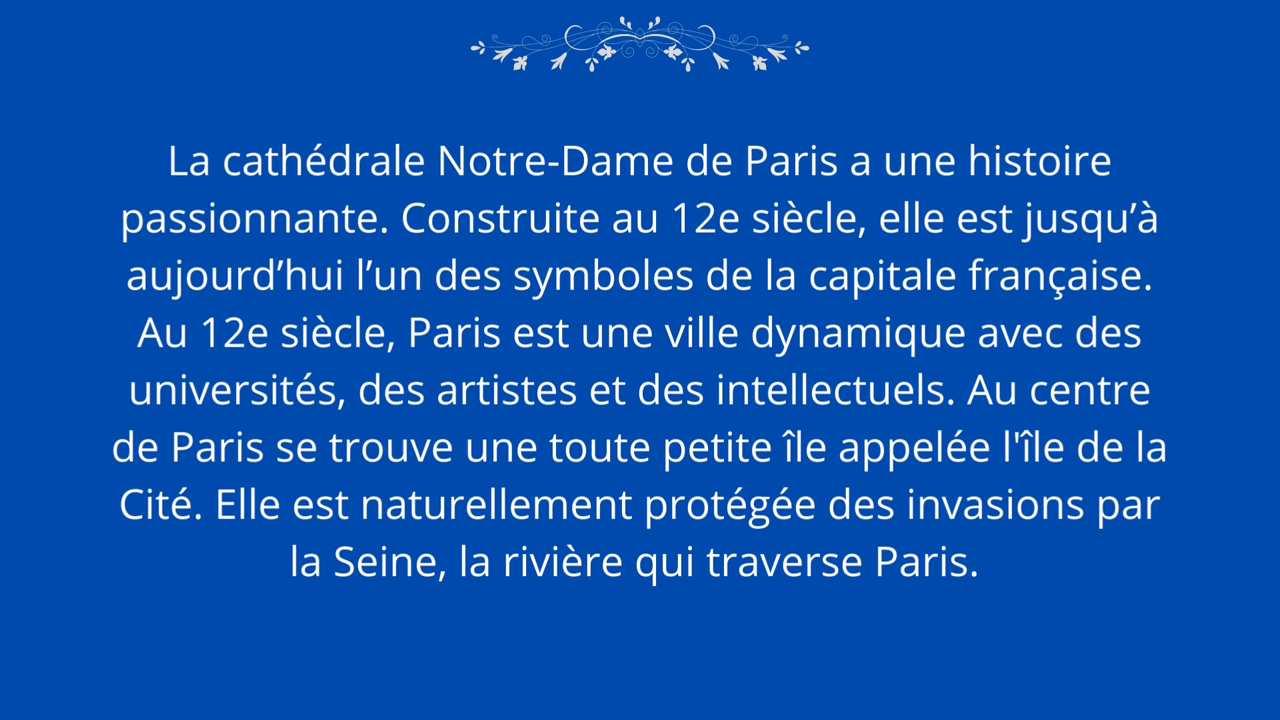 La cathédrale Notre-Dame de Paris a une histoire
passionnante. Construite au 12e siècle, elle est jusqu’à
aujourd’hui l’un des symboles de la capitale française.
Au 12e siècle, Paris est une ville dynamique avec des
universités, des artistes et des intellectuels. Au centre
de Paris se trouve une toute petite île appelée l'île de la
Cité. Elle est naturellement protégée des invasions par
la Seine, la rivière qui traverse Paris.